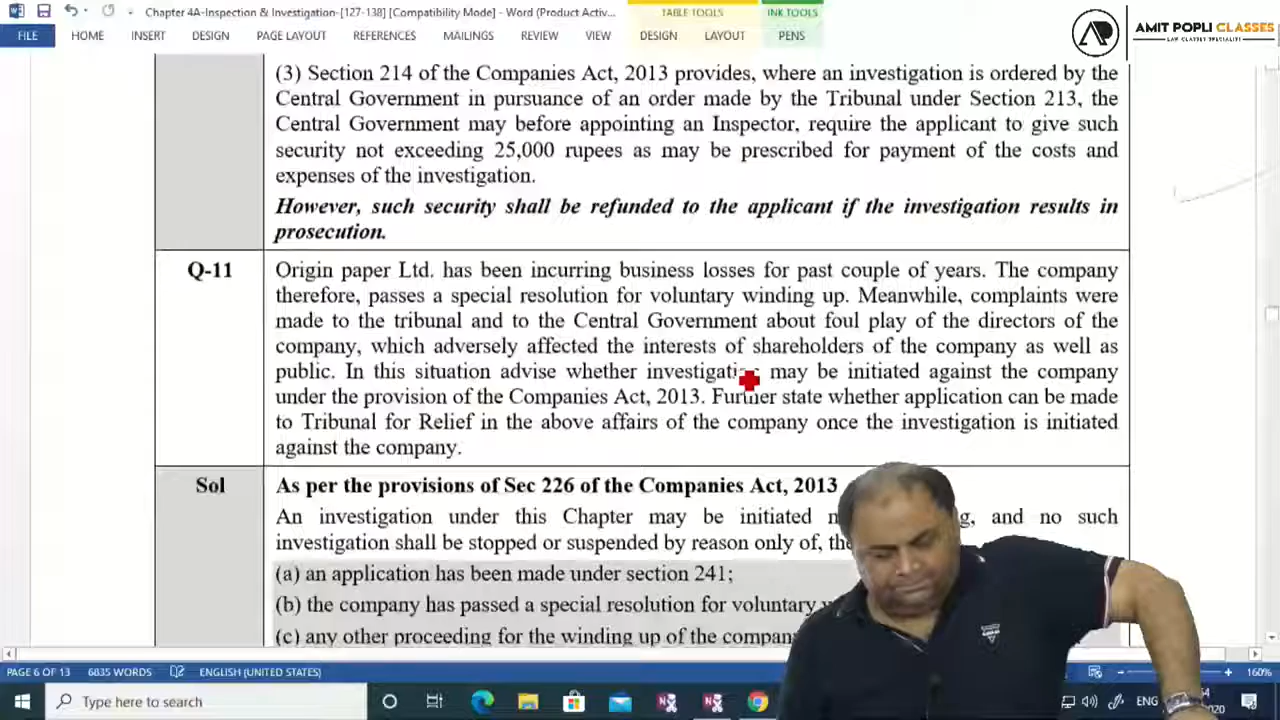 Chapter 4A-Inspection & Investigation-[127-138] [Compatibility Mode] - Word (Product Activ...
TABLE TOOLS
INK TOOLS
AMIT POPLI CLASSES
FILE HOME INSERT DESIGN PAGE LAYOUT REFERENCES MAILINGS REVIEW VIEW DESIGN LAYOUT PENS
(3) Section 214 of the Companies Act, 2013 provides, where an investigation is ordered by the
Central Government in pursuance of an order made by the Tribunal under Section 213, the
Central Government may before appointing an Inspector, require the applicant to give such
security not exceeding 25,000 rupees as may be prescribed for payment of the costs and
expenses of the investigation.
However, such security shall be refunded to the applicant if the investigation results in
prosecution.
Q-11
Origin paper Ltd. has been incurring business losses for past couple of years. The company
therefore, passes a special resolution for voluntary winding up. Meanwhile, complaints were
made to the tribunal and to the Central Government about foul play of the directors of the
company, which adversely affected the interests of shareholders of the company as well as
public. In this situation advise whether may be initiated against the company
under the provision of the Companies Act, 2013. Further state whether application can be made
to Tribunal for Relief in the above affairs of the company once the investigation is initiated
against the company.
Sol
As per the provisions of Sec 226 of the Companies Act, 2013
An investigation under this Chapter may be initiated and no such
investigation shall be stopped or suspended by reason only of,
(a) an application has been made under section 241;
(b) the company has passed a special resolution for voluntary
(c) any other proceeding for the winding up of the
PAGE 6 OF 13 6835 WORDS ENGLISH (UNITED STATES) 160%
Type here to search
ENG